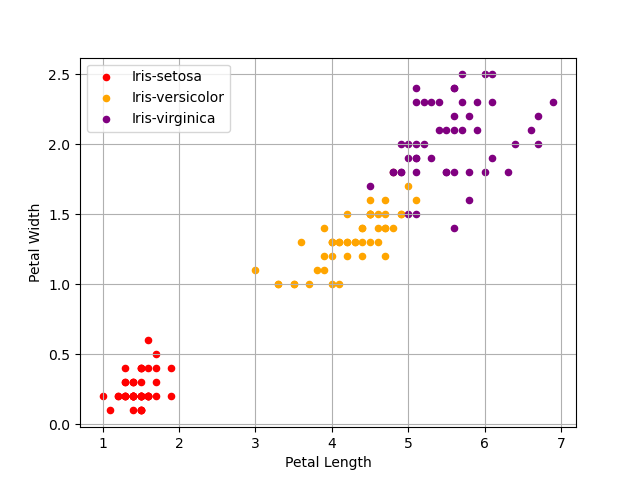 Iris-setosa
Iris-versicolor
Iris-virginica
2.5
2.0
1.5
1.0
0.5
0.0
Petal Width
1 2 3 4 5 6 7
Petal Length